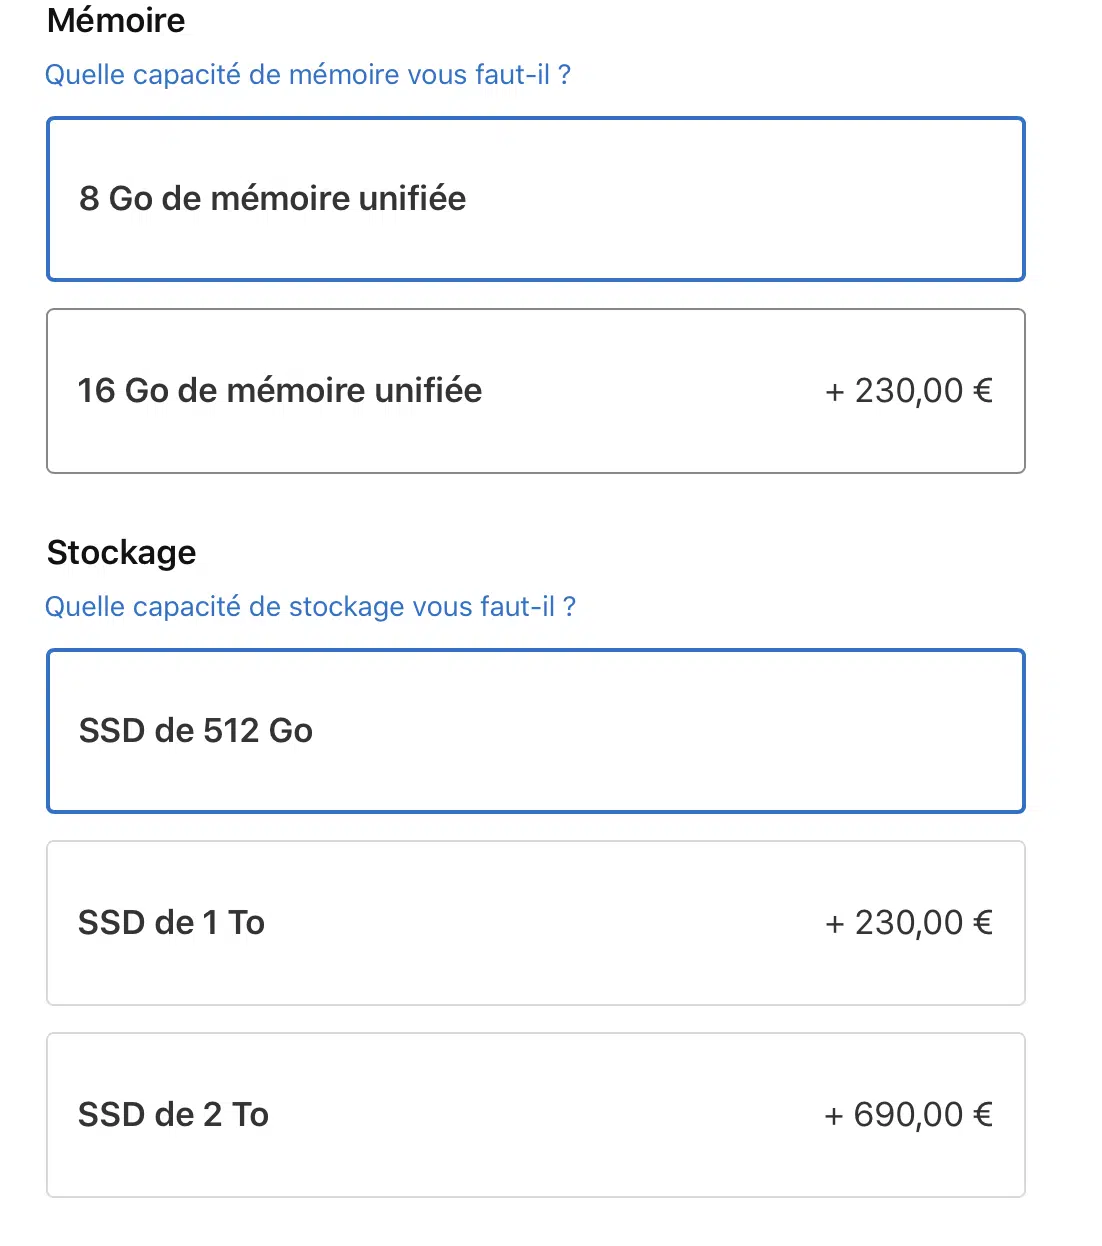 Mémoire
Quelle capacité de mémoire vous faut-il ?
8 Go de mémoire unifiée
16 Go de mémoire unifiée + 230,00 €
Stockage
Quelle capacité de stockage vous faut-il ?
SSD de 512 Go
SSD de 1 To + 230,00 €
SSD de 2 To + 690,00 €